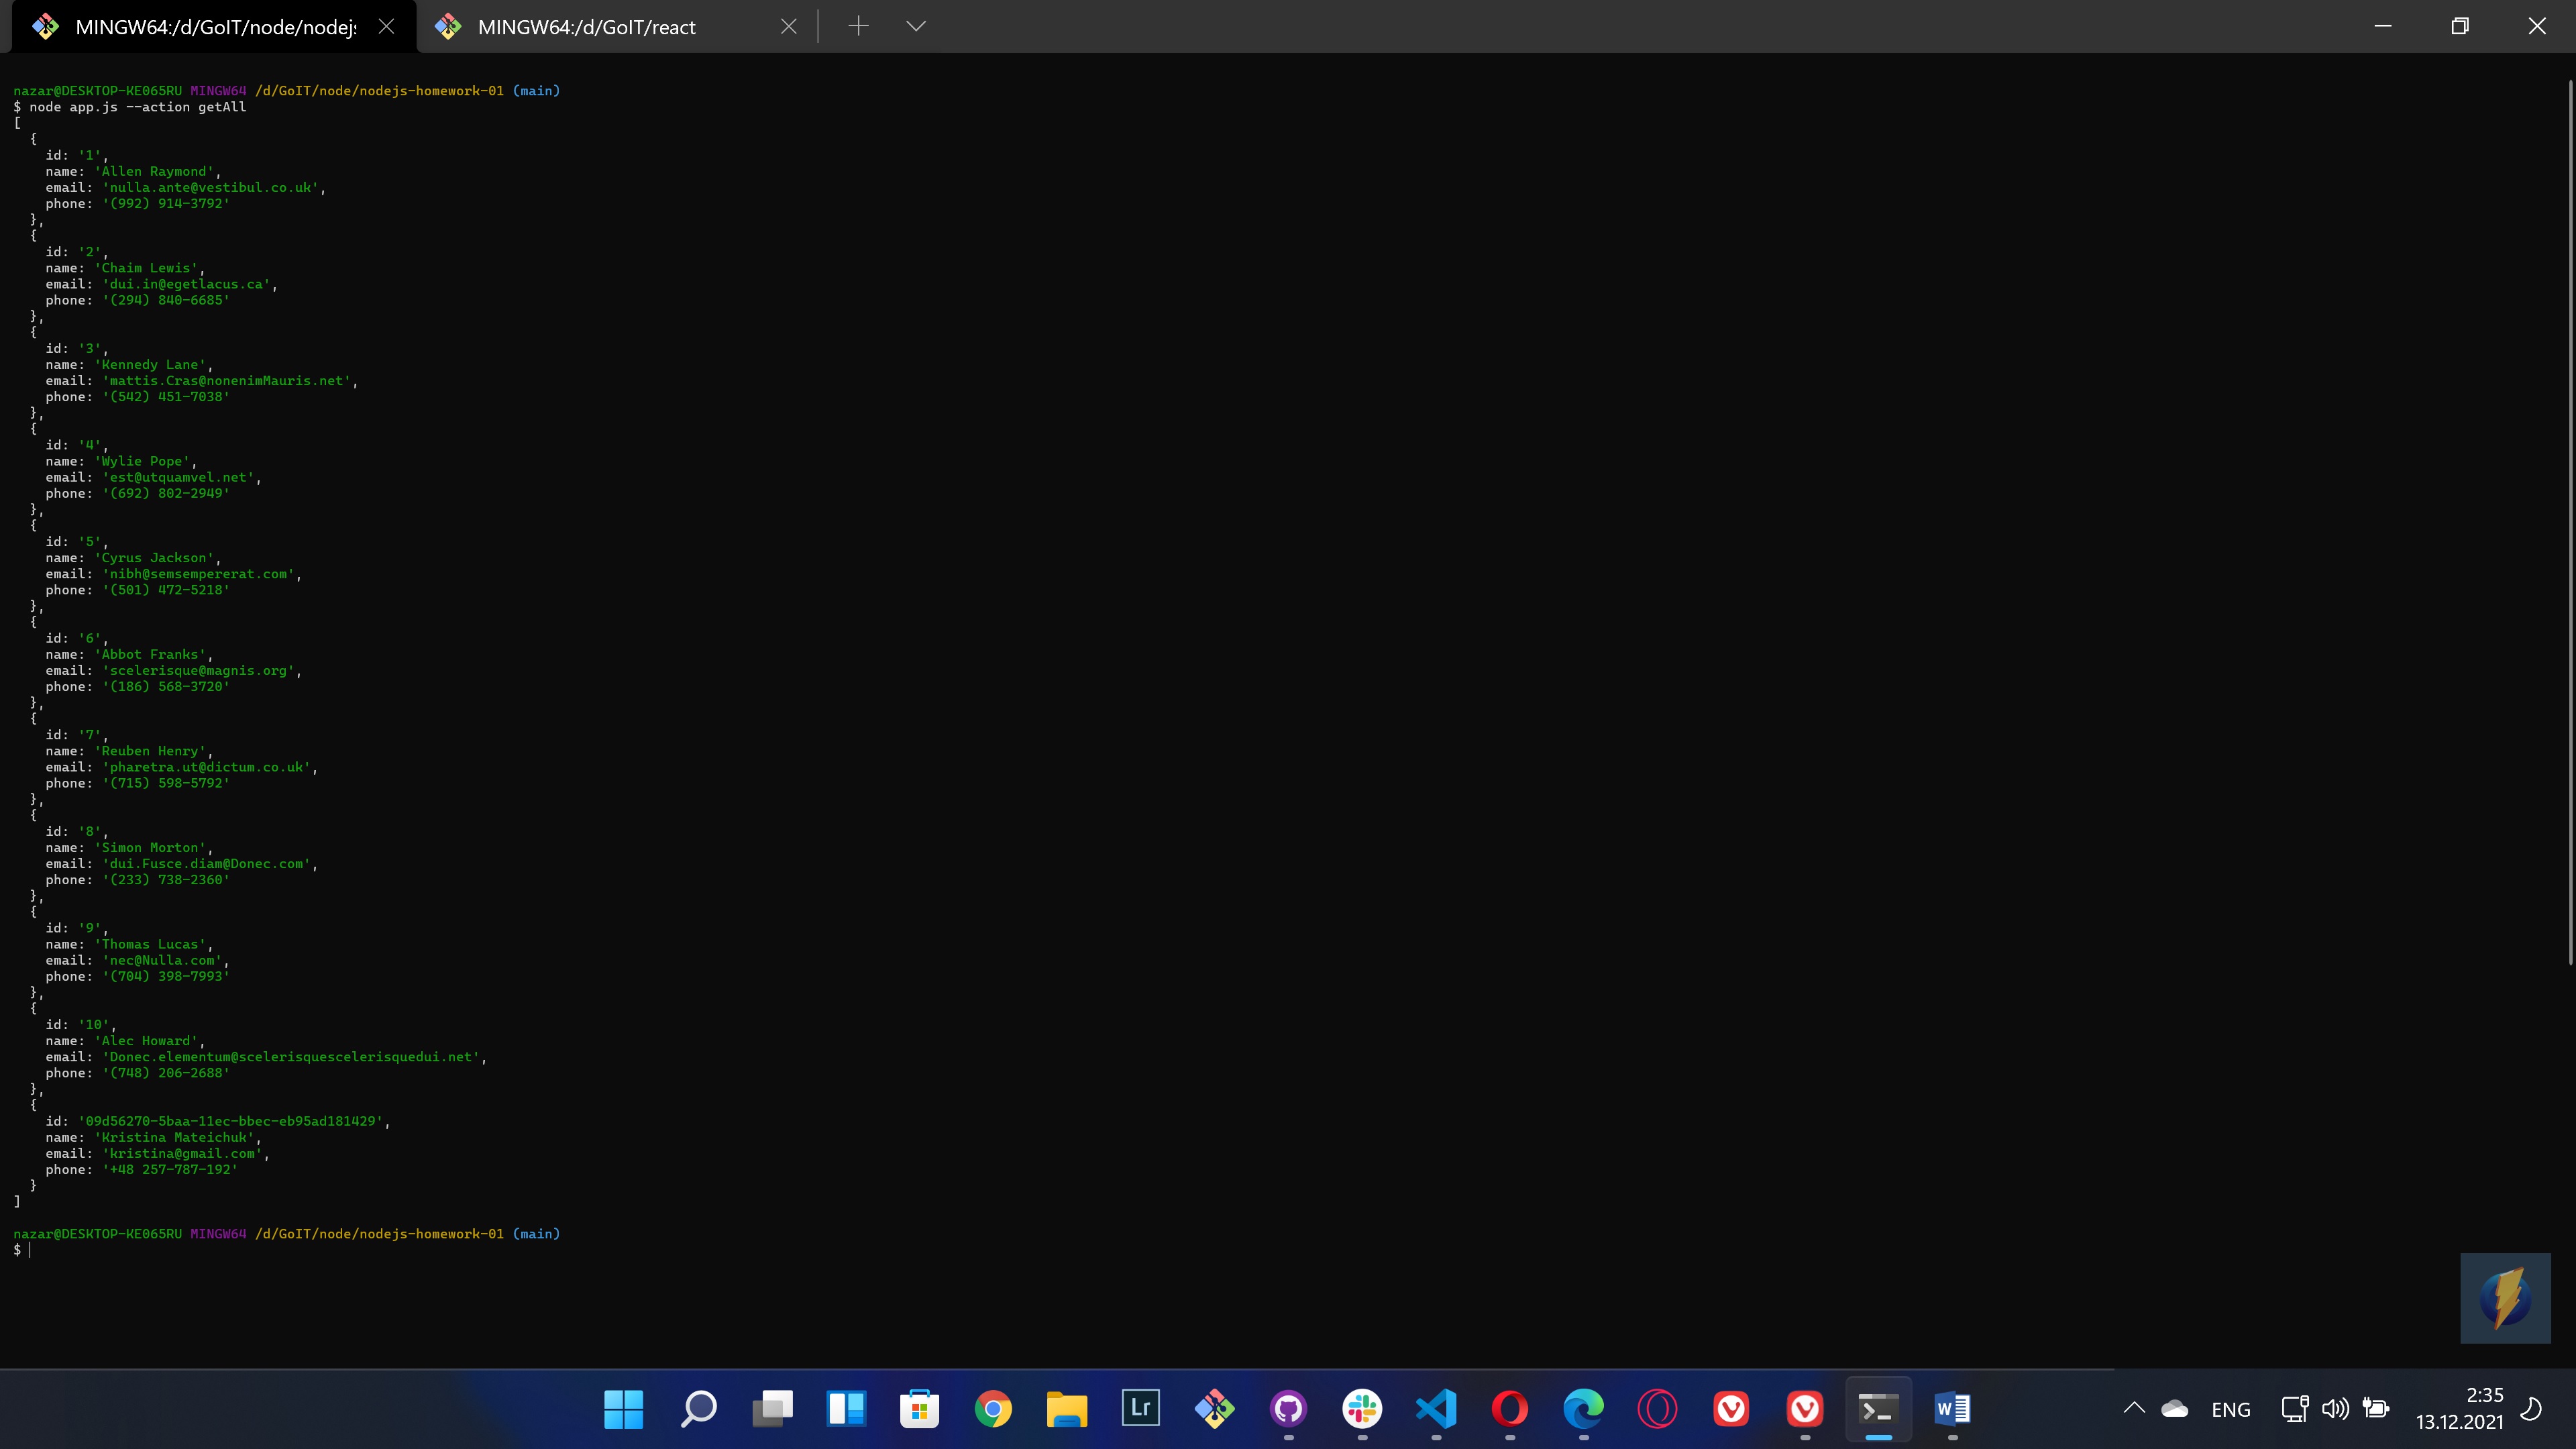 MINGW64:/d/GoIT/node/nodejs
MINGW64:/d/GoIT/react
nazar@DESKTOP-KE065RU MINGW64 /d/GoIT/node/nodejs-homework-01 (main)
$ node app.js --action getAll
[
  {
    id: '1',
    name: 'Allen Raymond',
    email: 'nulla.ante@vestibul.co.uk',
    phone: '(992) 914-3792'
  },
  {
    id: '2',
    name: 'Chaim Lewis',
    email: 'dui.in@egetlacus.ca',
    phone: '(294) 840-6685'
  },
  {
    id: '3',
    name: 'Kennedy Lane',
    email: 'mattis.Cras@nonenimMauris.net',
    phone: '(542) 451-7038'
  },
  {
    id: '4',
    name: 'Wylie Pope',
    email: 'est@utquamvel.net',
    phone: '(692) 802-2949'
  },
  {
    id: '5',
    name: 'Cyrus Jackson',
    email: 'nibh@semsempererat.com',
    phone: '(501) 472-5218'
  },
  {
    id: '6',
    name: 'Abbot Franks',
    email: 'scelerisque@magnis.org',
    phone: '(186) 568-3720'
  },
  {
    id: '7',
    name: 'Reuben Henry',
    email: 'pharetra.ut@dictum.co.uk',
    phone: '(715) 598-5792'
  },
  {
    id: '8',
    name: 'Simon Morton',
    email: 'dui.Fusce.diam@Donec.com',
    phone: '(233) 738-2360'
  },
  {
    id: '9',
    name: 'Thomas Lucas',
    email: 'nec@Nulla.com',
    phone: '(704) 398-7993'
  },
  {
    id: '10',
    name: 'Alec Howard',
    email: 'Donec.elementum@scelerisquescelerisquedui.net',
    phone: '(748) 206-2688'
  },
  {
    id: '09d56270-5baa-11ec-bbec-eb95ad181429',
    name: 'Kristina Mateichuk',
    email: 'kristina@gmail.com',
    phone: '+48 257-787-192'
  }
]
nazar@DESKTOP-KE065RU MINGW64 /d/GoIT/node/nodejs-homework-01 (main)
$
Lr
W
ENG
2:35
13.12.2021